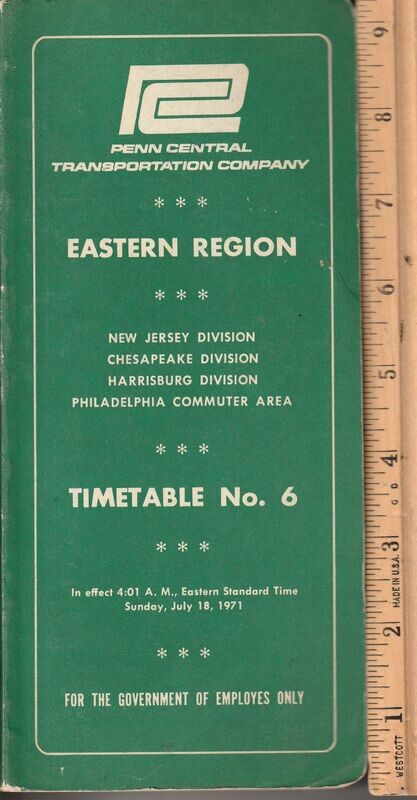 PC
PENN CENTRAL
TRANSPORTATION COMPANY
* * *
EASTERN REGION
* * *
NEW JERSEY DIVISION
CHESAPEAKE DIVISION
HARRISBURG DIVISION
PHILADELPHIA COMMUTER AREA
* * *
TIMETABLE No. 6
* * *
In effect 4:01 A. M., Eastern Standard Time
Sunday, July 18, 1971
* * *
FOR THE GOVERNMENT OF EMPLOYES ONLY
WESTCOTT
1
2
MADE IN U.S.A.
3
G D
4
5
6
7
8
9